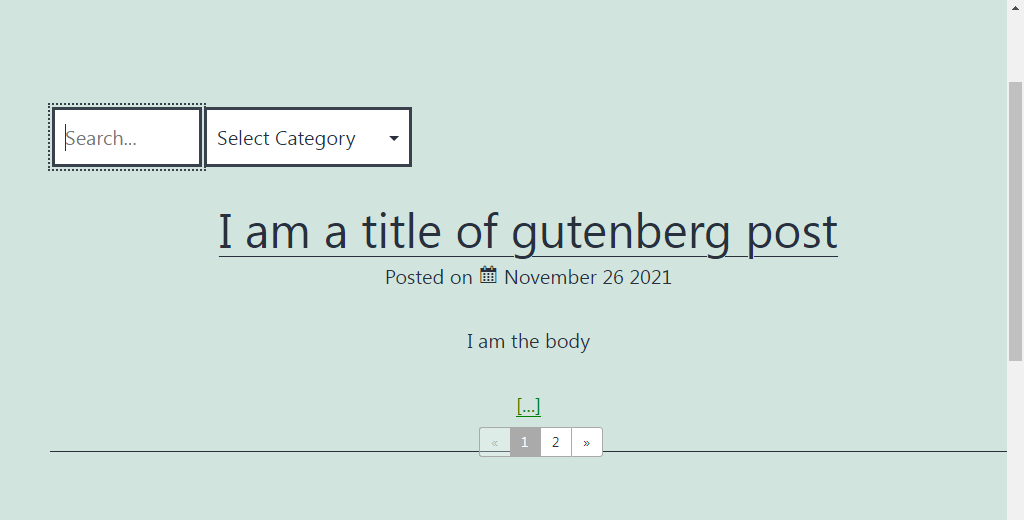 Search... Select Category
I am a title of gutenberg post
Posted on November 26 2021
I am the body
[...]
« 1 2 »